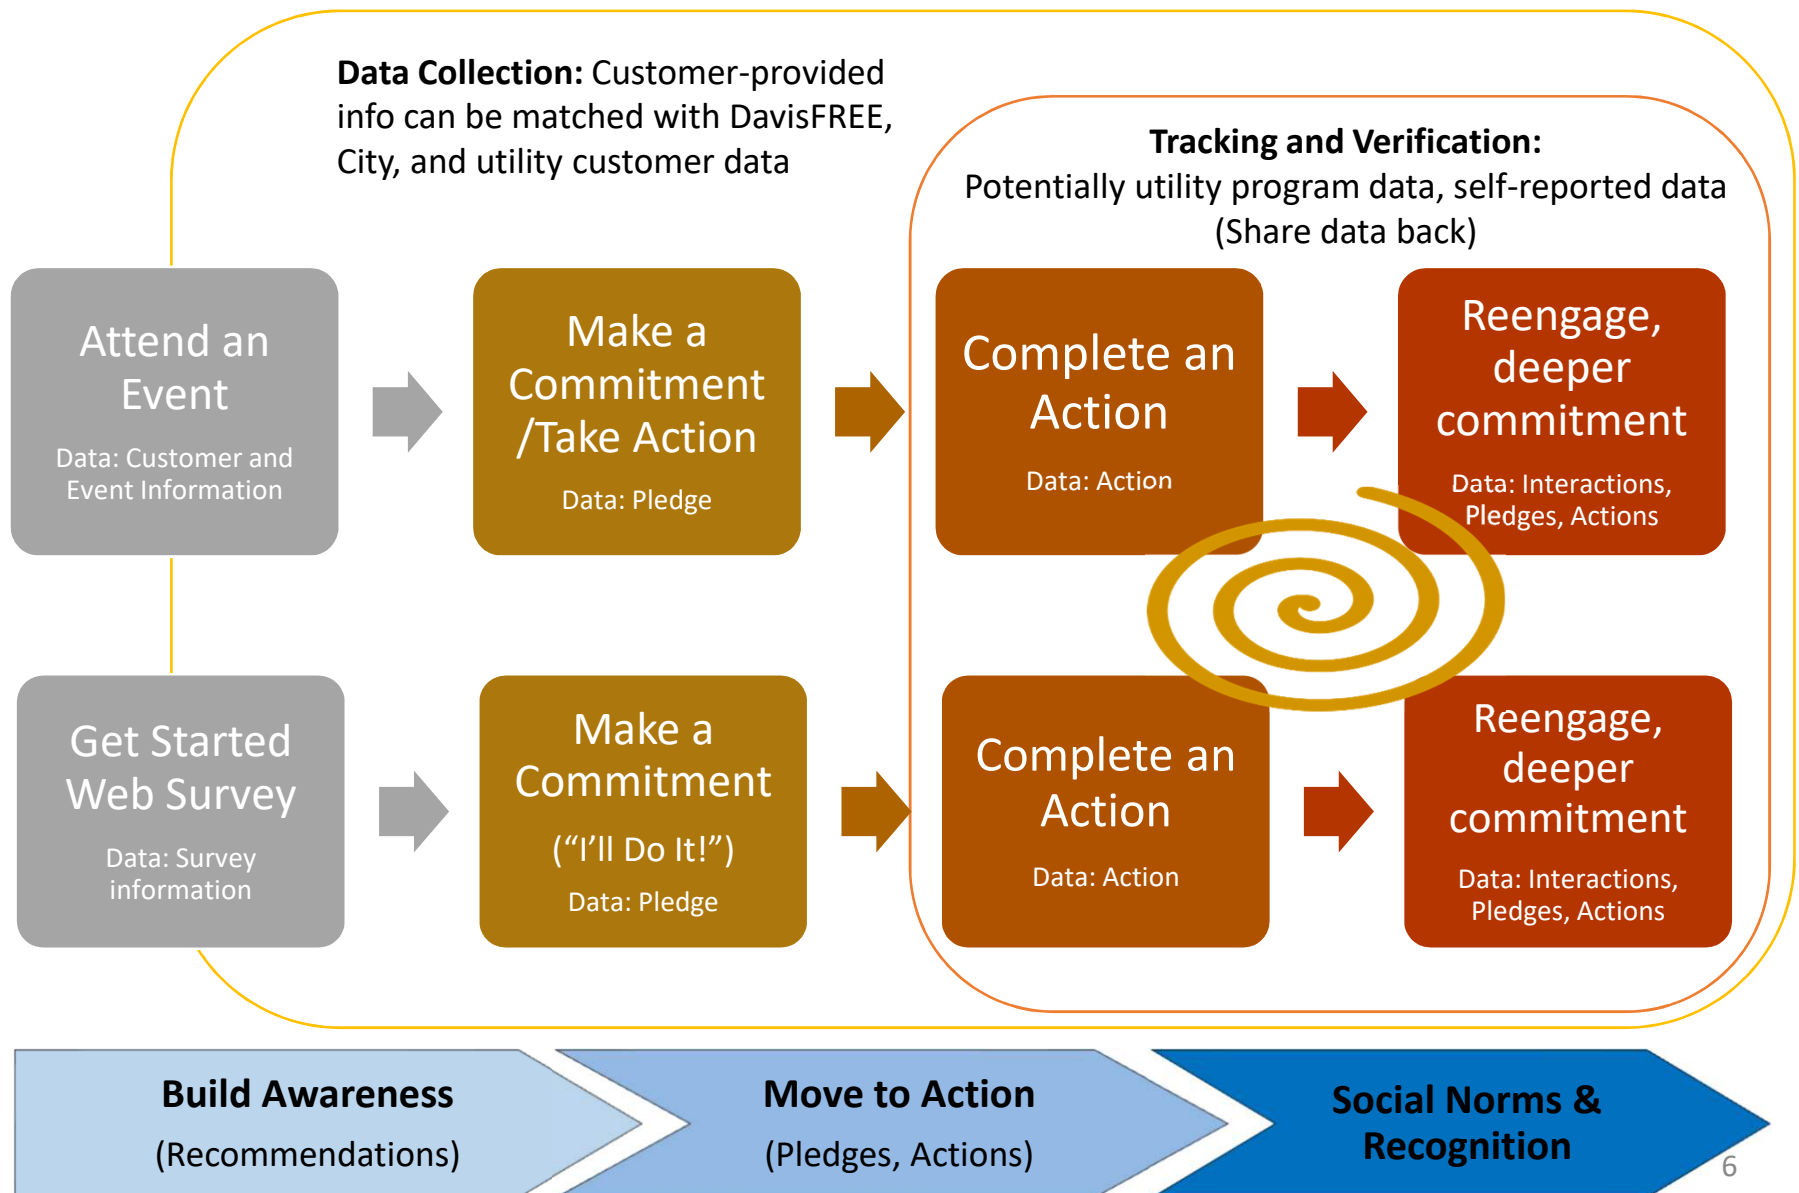 Data Collection: Customer-provided
info can be matched with DavisFREE,
City, and utility customer data
Tracking and Verification:
Potentially utility program data, self-reported data
(Share data back)
Attend an
Event
Data: Customer and
Event Information
Make a
Commitment
/Take Action
Data: Pledge
Complete an
Action
Data: Action
Reengage,
deeper
commitment
Data: Interactions,
Pledges, Actions
Get Started
Web Survey
Data: Survey
information
Make a
Commitment
(“I’ll Do It!”)
Data: Pledge
Complete an
Action
Data: Action
Reengage,
deeper
commitment
Data: Interactions,
Pledges, Actions
Build Awareness
(Recommendations)
Move to Action
(Pledges, Actions)
Social Norms &
Recognition
6